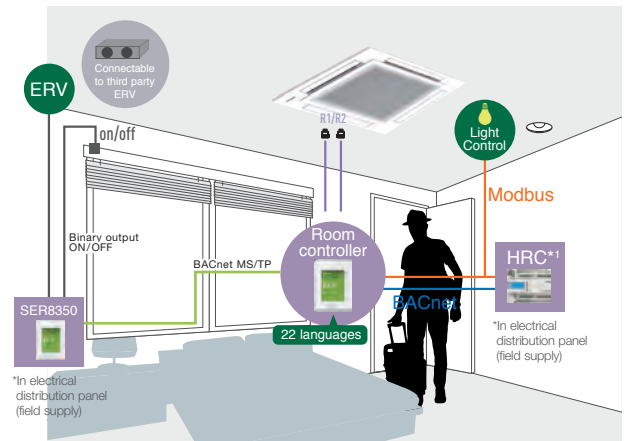 ERV
Connectable
to third party
ERV
on/off
R1/R2
Light
Control
Modbus
Binary output
ON/OFF
BACnet MS/TP
Room
controller
22 languages
BACnet
HRC*1
*In electrical
distribution panel
(field supply)
SER8350
*In electrical
distribution panel
(field supply)